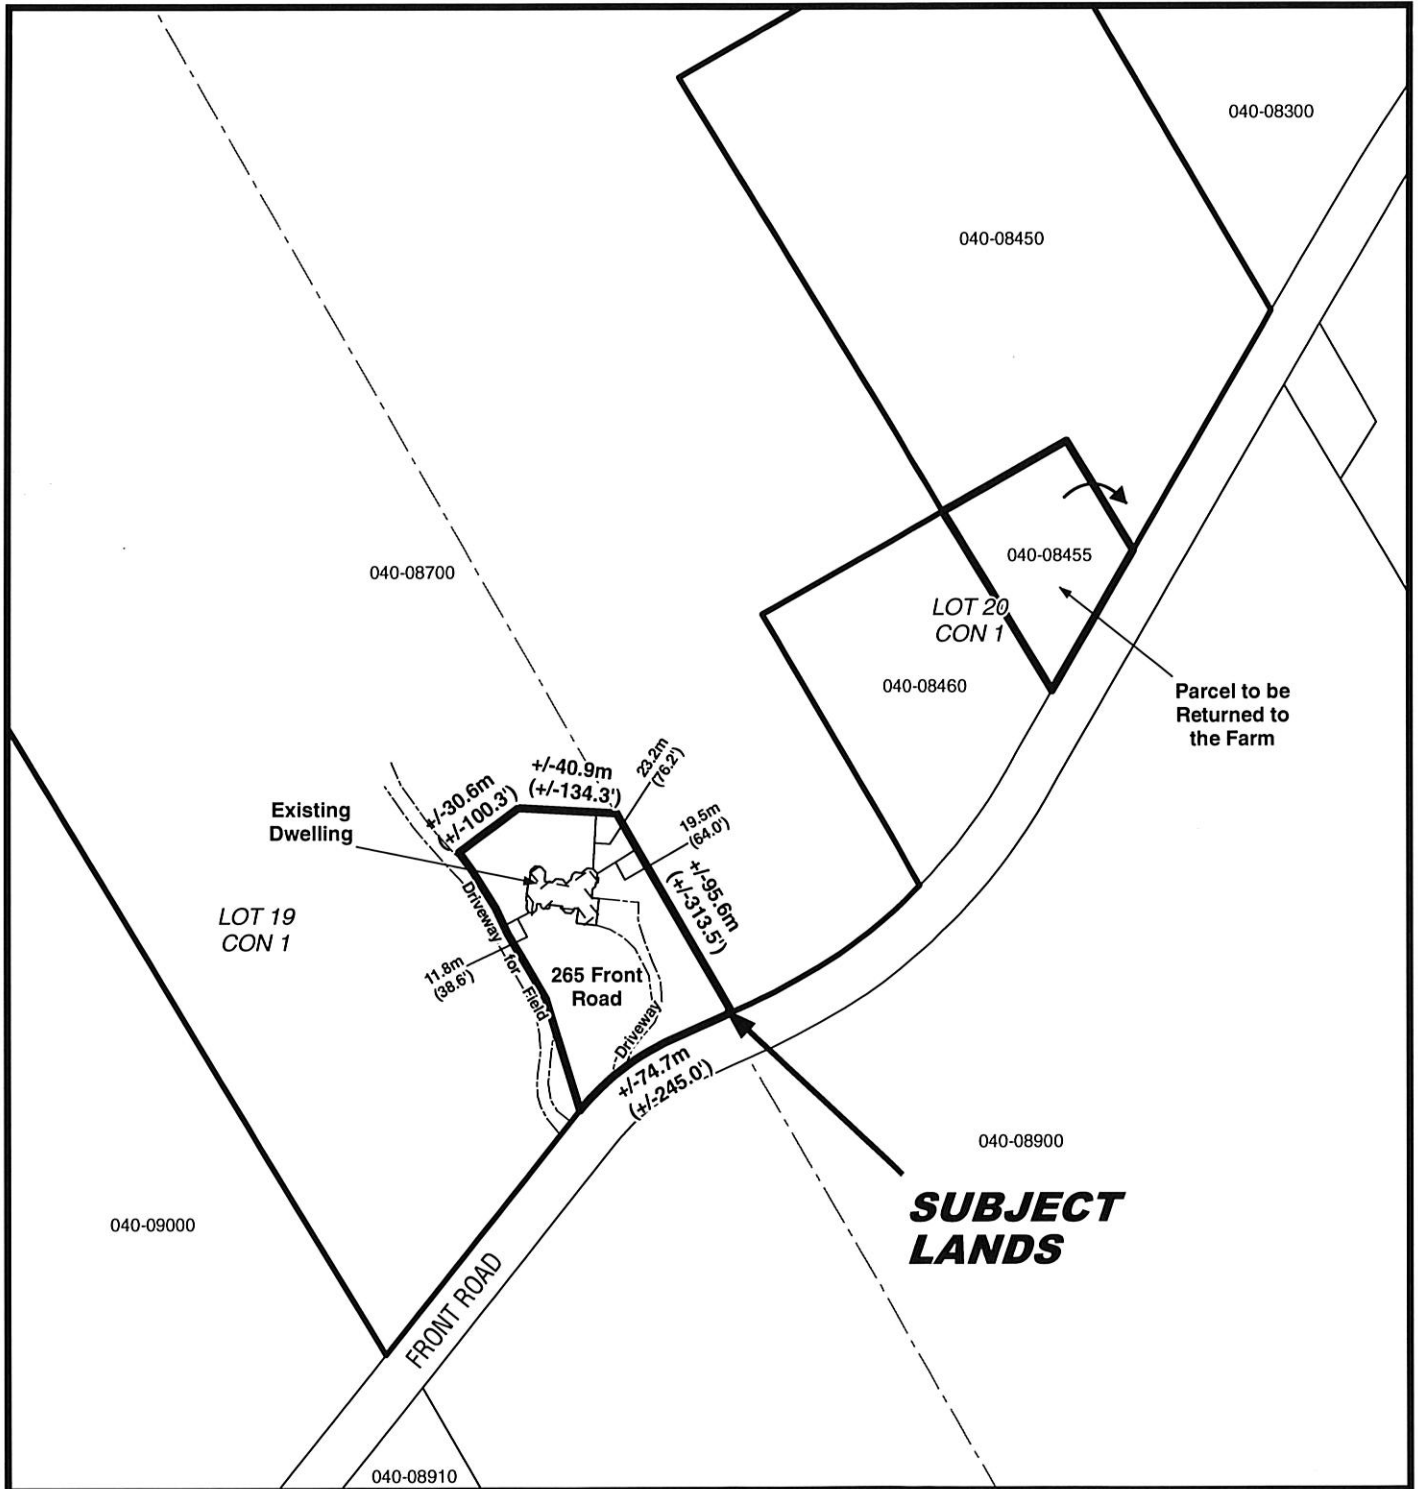 040-08300
040-08450
040-08455
040-08700
LOT 20
CON 1
040-08460
Parcel to be
Returned to
the Farm
23.2m
(76.2')
+/-40.9m
(+/-134.3')
+/-30.6m
(+/-100.3')
Existing
Dwelling
19.5m
(64.0')
+/-95.6m
(+/-313.5')
LOT 19
CON 1
Driveway for Field
11.8m
(38.6')
265 Front
Road
Driveway
+/-74.7m
(+/-245.0')
040-08900
SUBJECT
LANDS
040-09000
FRONT ROAD
040-08910